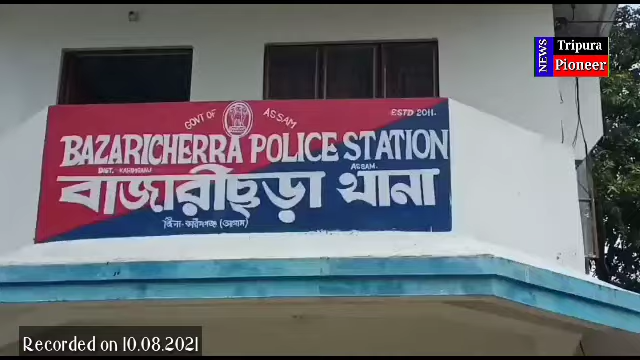 NEWS
Tripura
Pioneer
GOVT OF ASSAM
ESTD 2011.
BAZARICHERRA POLICE STATION
DIST. KARIMGANJ ASSAM.
বাজারীছড়া থানা
জিলা-করিমগঞ্জ (আসাম)
Recorded on 10.08.2021